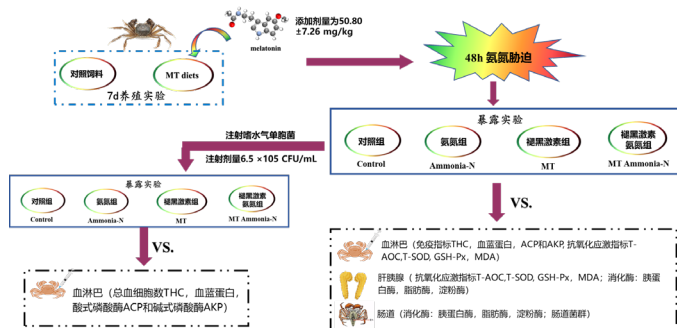 添加剂量为50.80
±7.26 mg/kg
melatonin
对照饲料
MT diets
7d养殖实验
48h 氨氮胁迫
暴露实验
对照组
氨氮组
褪黑激素组
褪黑激素
氨氮组
Control
Ammonia-N
MT
MT Ammonia-N
注射嗜水气单胞菌
注射剂量6.5 ×105 CFU/mL
暴露实验
对照组
氨氮组
褪黑激素组
褪黑激素
氨氮组
Control
Ammonia-N
MT
MT Ammonia-N
VS.
VS.
血淋巴（总血细胞数THC，血蓝蛋白，
酸式磷酸酶ACP和碱式磷酸酶AKP）
血淋巴（免疫指标THC，血蓝蛋白，ACP和AKP, 抗氧化应激指标T-
AOC,T-SOD, GSH-Px，MDA）
肝胰腺（ 抗氧化应激指标T-AOC,T-SOD, GSH-Px，MDA；消化酶：胰蛋
白酶，脂肪酶，淀粉酶）
肠道（消化酶：胰蛋白酶，脂肪酶，淀粉酶；肠道菌群）